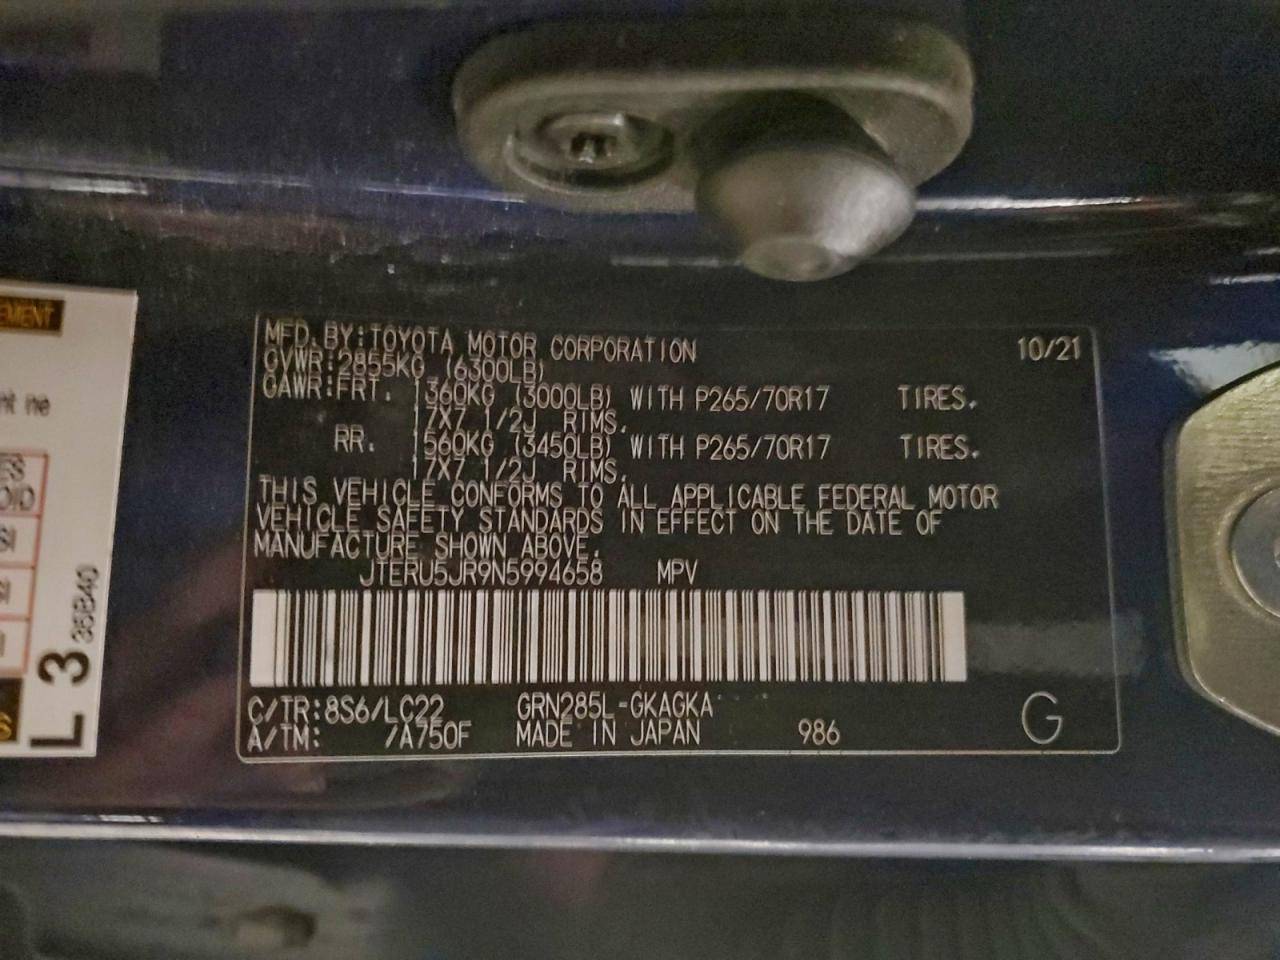 MFD. BY:TOYOTA MOTOR CORPORATION 10/21
GVWR:2855KG (6300LB)
GAWR:FRT. 1360KG (3000LB) WITH P265/70R17 TIRES.
17X7 1/2J RIMS.
RR. 1560KG (3450LB) WITH P265/70R17 TIRES.
17X7 1/2J RIMS.
THIS VEHICLE CONFORMS TO ALL APPLICABLE FEDERAL MOTOR
VEHICLE SAFETY STANDARDS IN EFFECT ON THE DATE OF
MANUFACTURE SHOWN ABOVE.
JTERU5JR9N5994658 MPV
C/TR:8S6/LC22 GRN285L-GKAGKA
A/TM: /A750F MADE IN JAPAN 986 G
L 3 35B40